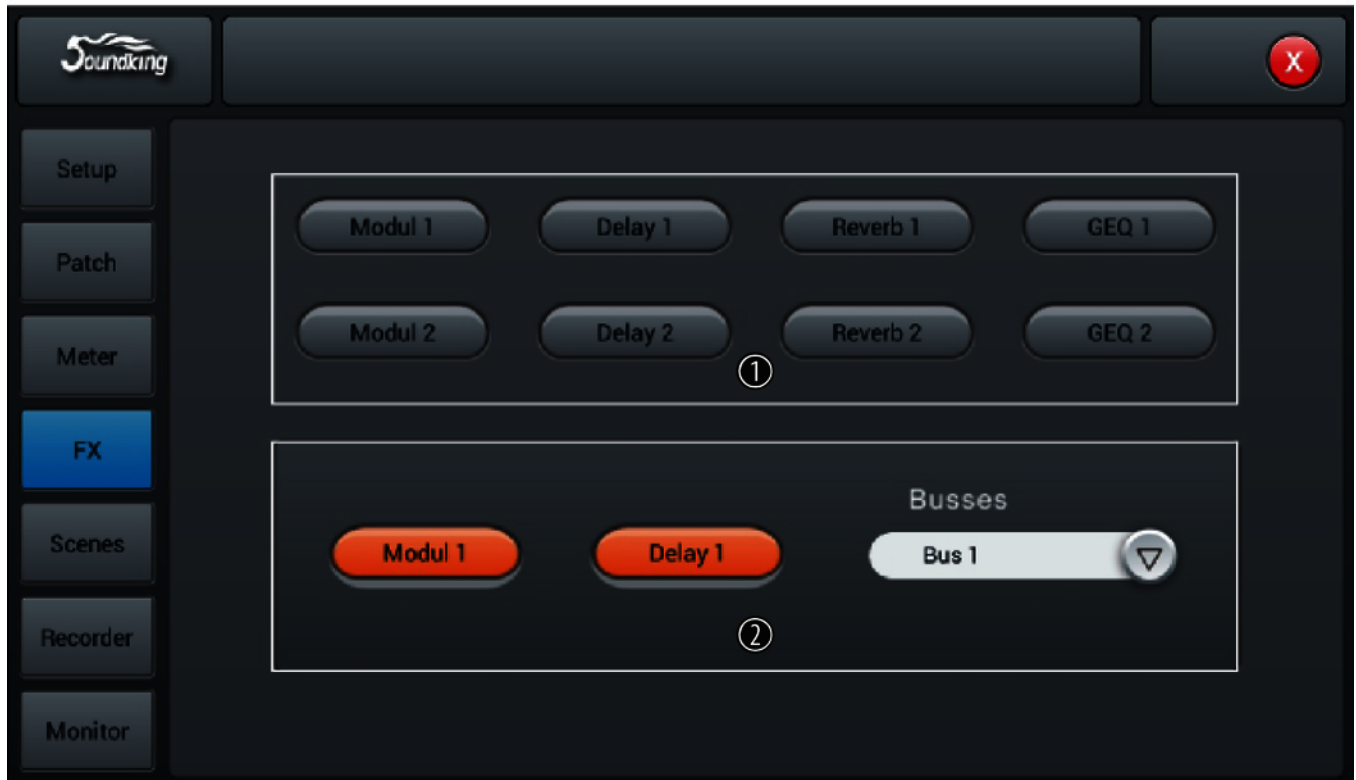 Soundking
X
Setup
Patch
Meter
FX
Scenes
Recorder
Monitor
Modul 1 Delay 1 Reverb 1 GEQ 1
Modul 2 Delay 2 Reverb 2 GEQ 2
①
Busses
Modul 1 Delay 1 Bus 1
②